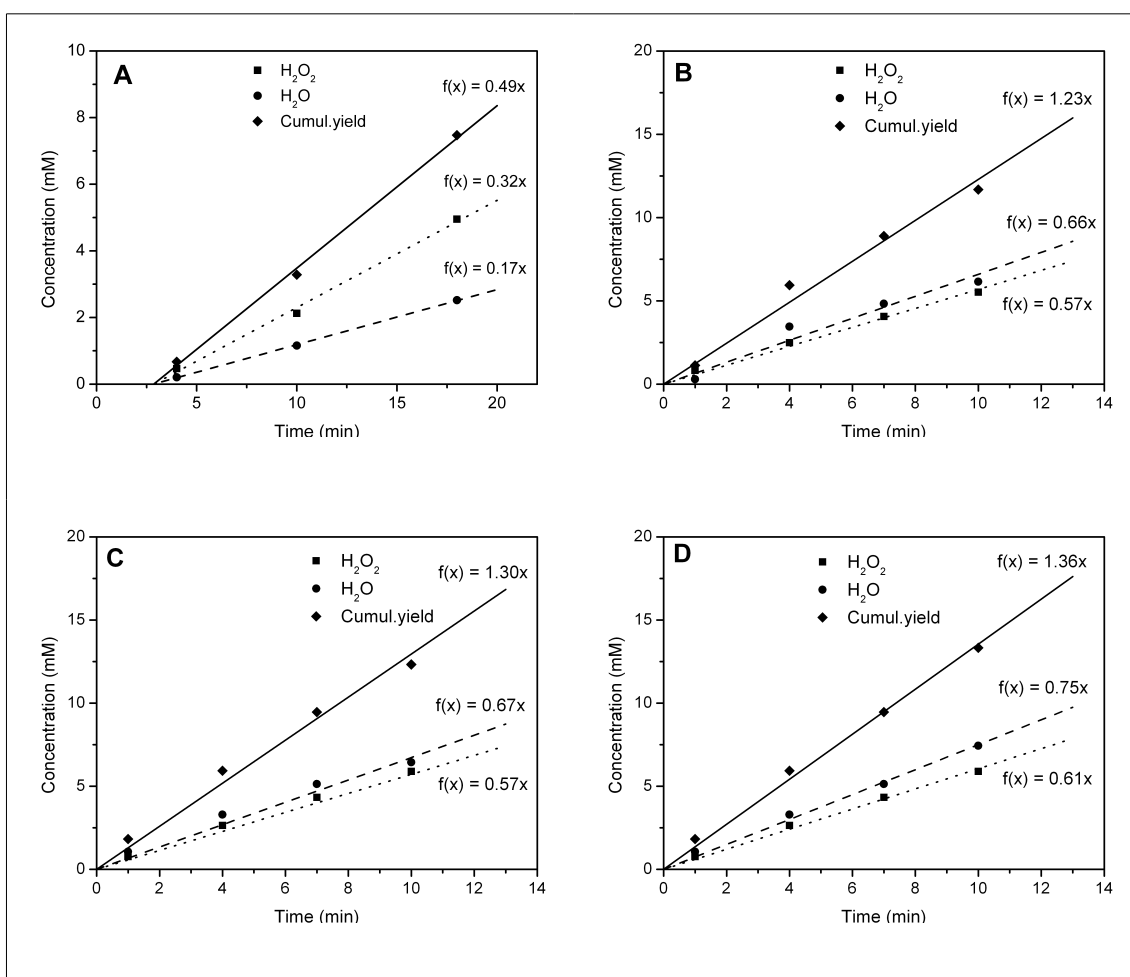 A
H₂O₂
H₂O
Cumul.yield
f(x) = 0.49x
f(x) = 0.32x
f(x) = 0.17x
Concentration (mM)
10
8
6
4
2
0
0 5 10 15 20
Time (min)
B
H₂O₂
H₂O
Cumul.yield
f(x) = 1.23x
f(x) = 0.66x
f(x) = 0.57x
Concentration (mM)
20
15
10
5
0
0 2 4 6 8 10 12 14
Time (min)
C
H₂O₂
H₂O
Cumul.yield
f(x) = 1.30x
f(x) = 0.67x
f(x) = 0.57x
Concentration (mM)
20
15
10
5
0
0 2 4 6 8 10 12 14
Time (min)
D
H₂O₂
H₂O
Cumul.yield
f(x) = 1.36x
f(x) = 0.75x
f(x) = 0.61x
Concentration (mM)
20
15
10
5
0
0 2 4 6 8 10 12 14
Time (min)